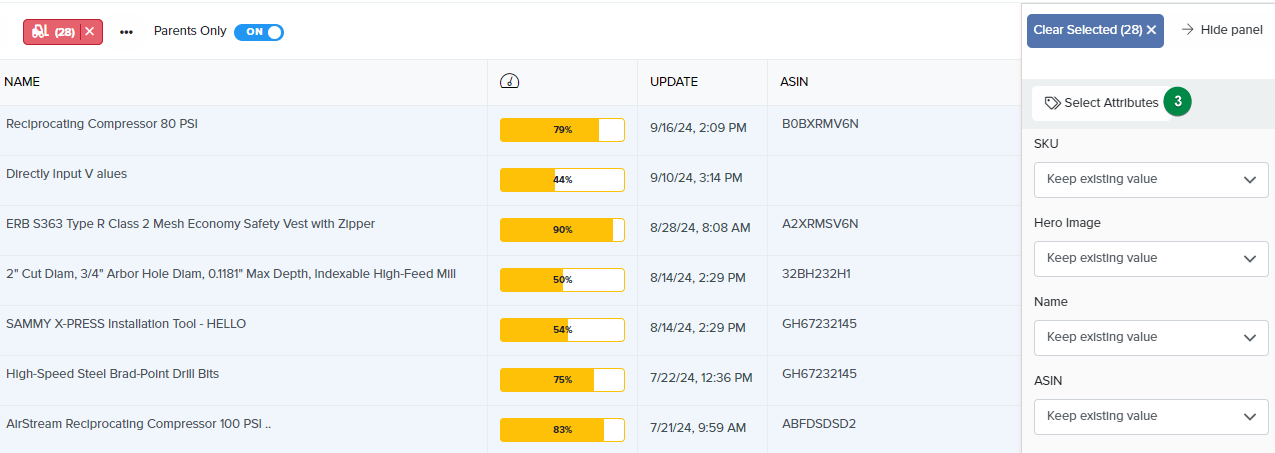 (28) ✕ ••• Parents Only ON
Clear Selected (28) ✕ Hide panel
NAME UPDATE ASIN
Reciprocating Compressor 80 PSI 79% 9/16/24, 2:09 PM B0BXRMV6N
Directly Input V alues 44% 9/10/24, 3:14 PM
ERB S363 Type R Class 2 Mesh Economy Safety Vest with Zipper 90% 8/28/24, 8:08 AM A2XRMSV6N
2" Cut Diam, 3/4" Arbor Hole Diam, 0.1181" Max Depth, Indexable High-Feed Mill 50% 8/14/24, 2:29 PM 32BH232H1
SAMMY X-PRESS Installation Tool - HELLO 54% 8/14/24, 2:29 PM GH67232145
High-Speed Steel Brad-Point Drill Bits 75% 7/22/24, 12:36 PM GH67232145
AirStream Reciprocating Compressor 100 PSI .. 83% 7/21/24, 9:59 AM ABFDSDSD2
Select Attributes 3
SKU
Keep existing value
Hero Image
Keep existing value
Name
Keep existing value
ASIN
Keep existing value